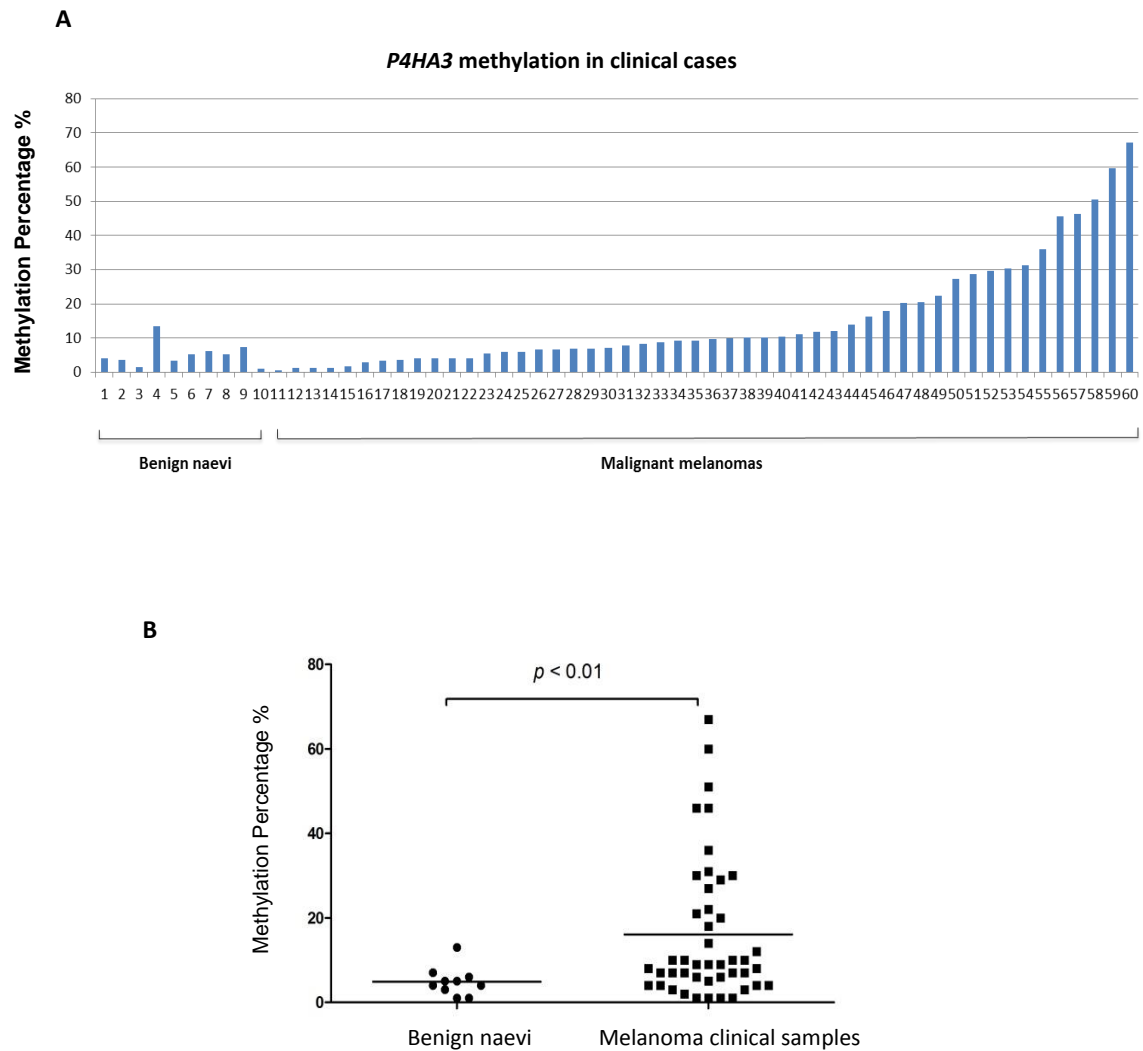 A
P4HA3 methylation in clinical cases
Methylation Percentage %
80
70
60
50
40
30
20
10
0
1 2 3 4 5 6 7 8 9 10 11 12 13 14 15 16 17 18 19 20 21 22 23 24 25 26 27 28 29 30 31 32 33 34 35 36 37 38 39 40 41 42 43 44 45 46 47 48 49 50 51 52 53 54 55 56 57 58 59 60
Benign naevi Malignant melanomas
B
Methylation Percentage %
80
60
40
20
0
p < 0.01
Benign naevi Melanoma clinical samples